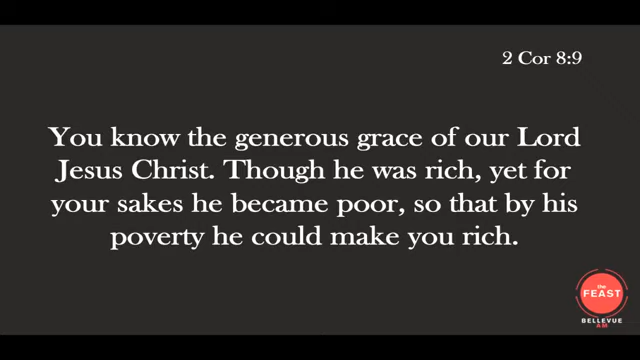 2 Cor 8:9
You know the generous grace of our Lord
Jesus Christ. Though he was rich, yet for
your sakes he became poor, so that by his
poverty he could make you rich.
the
FEAST
BELLEVUE
AM